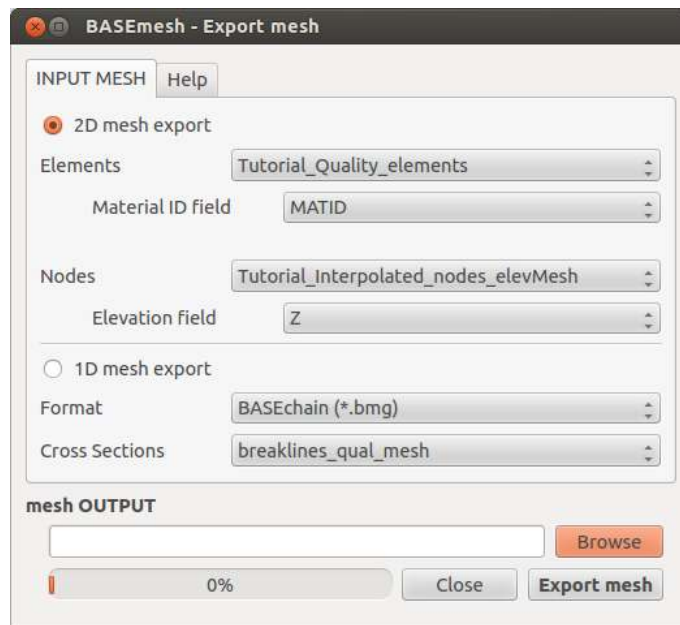 BASEmesh - Export mesh
INPUT MESH Help
2D mesh export
Elements Tutorial_Quality_elements
Material ID field MATID
Nodes Tutorial_Interpolated_nodes_elevMesh
Elevation field Z
1D mesh export
Format BASEchain (*.bmg)
Cross Sections breaklines_qual_mesh
mesh OUTPUT
Browse
0% Close Export mesh